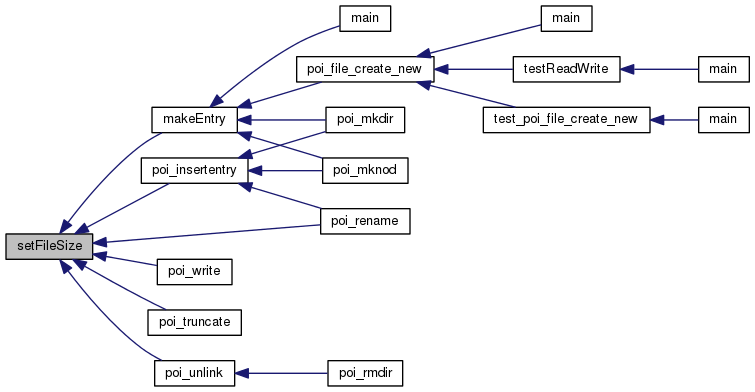 main
main
poi_file_create_new
testReadWrite
main
makeEntry
poi_mkdir
test_poi_file_create_new
main
poi_insertentry
poi_mknod
poi_rename
setFileSize
poi_write
poi_truncate
poi_unlink
poi_rmdir